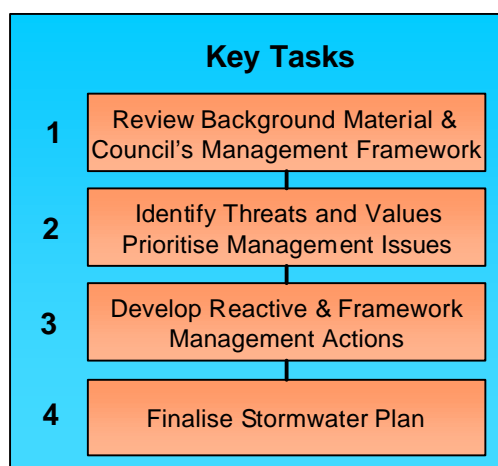 Key Tasks
1
Review Background Material &
Council's Management Framework
2
Identify Threats and Values
Prioritise Management Issues
3
Develop Reactive & Framework
Management Actions
4
Finalise Stormwater Plan